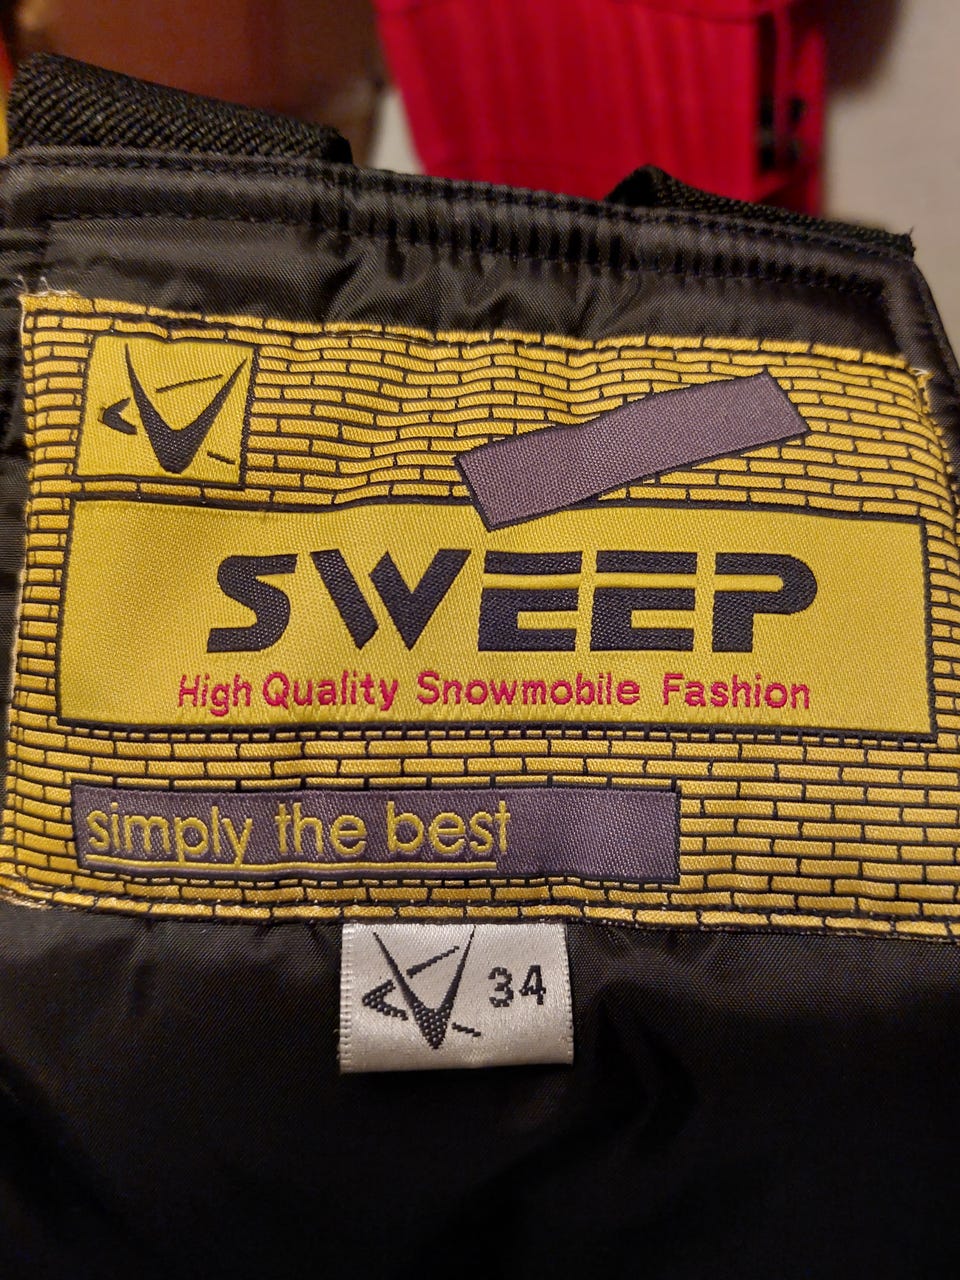 SWEEP
High Quality Snowmobile Fashion
simply the best
34